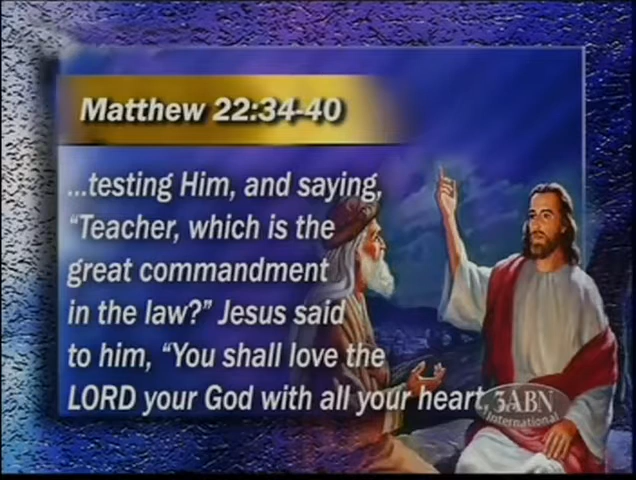 Matthew 22:34-40
...testing Him, and saying,
“Teacher, which is the
great commandment
in the law?” Jesus said
to him, “You shall love the
LORD your God with all your heart,
3ABN
International